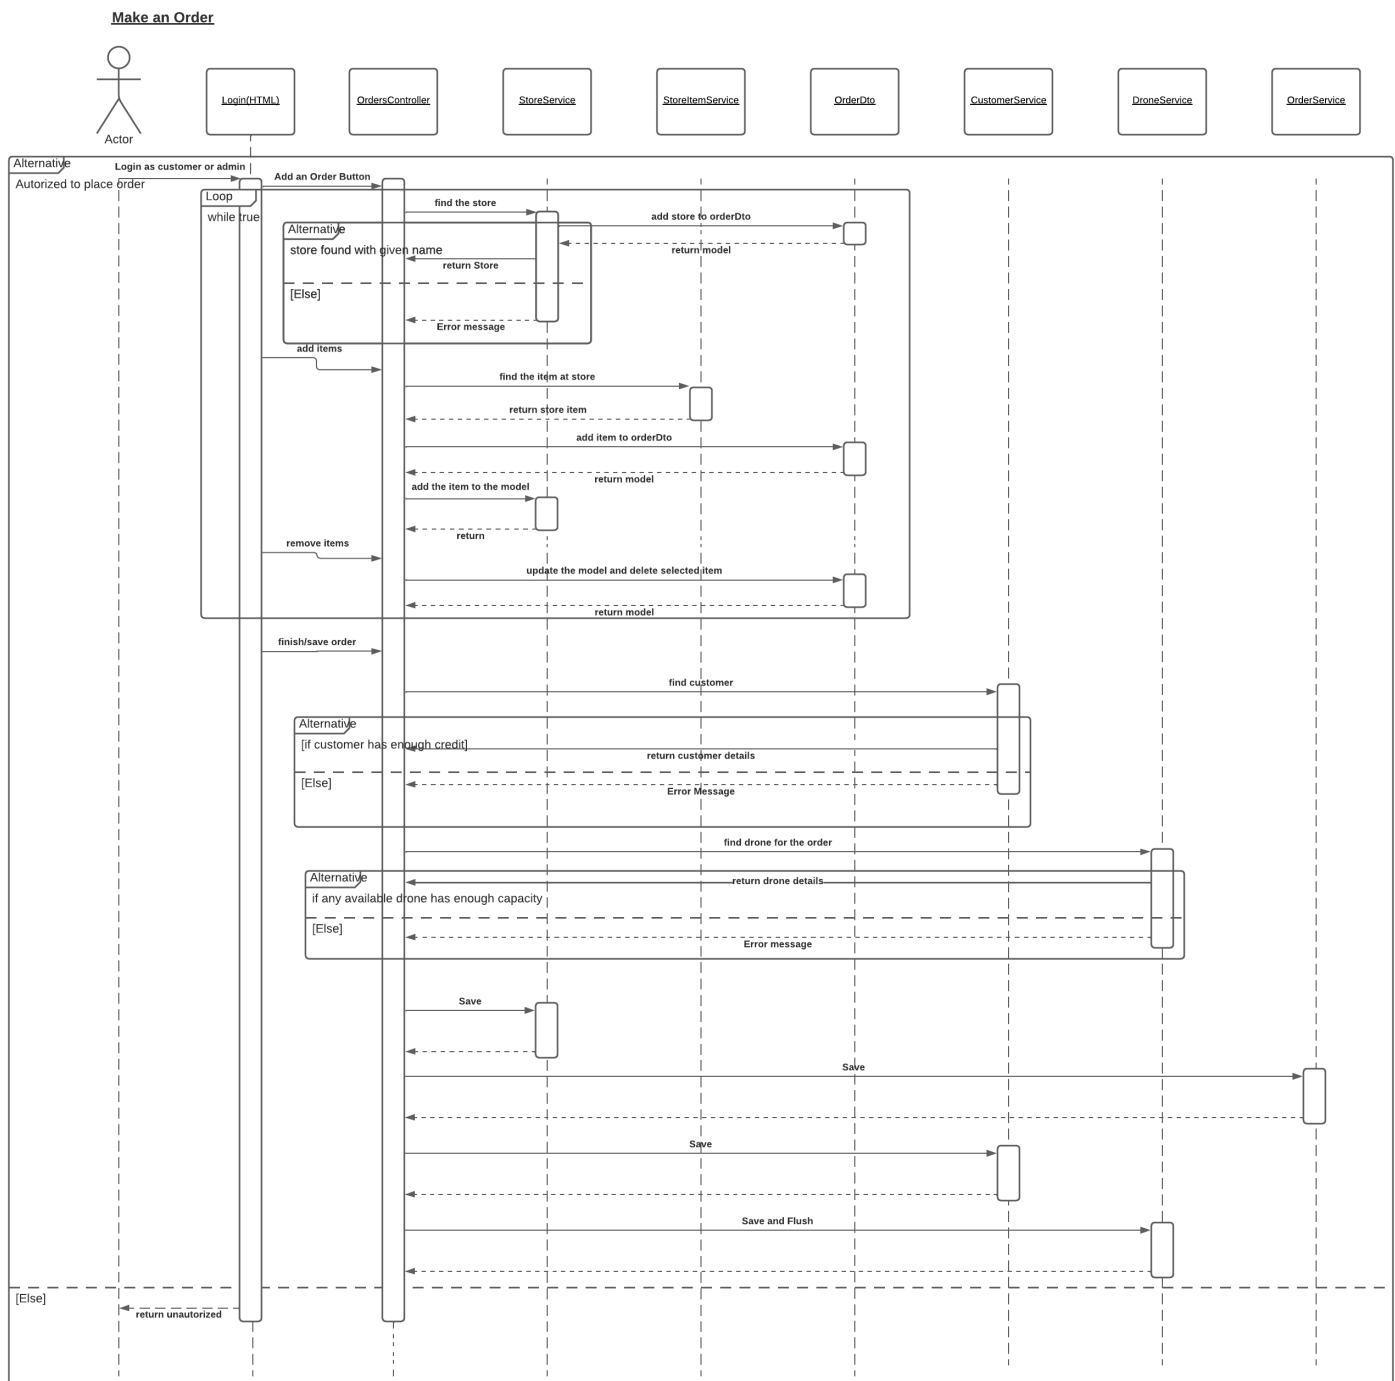 Make an Order
Actor
Login(HTML)
OrdersController
StoreService
StoreItemService
OrderDto
CustomerService
DroneService
OrderService
Alternative
Autorized to place order
Login as customer or admin
Add an Order Button
Loop
while true
find the store
Alternative
store found with given name
add store to orderDto
return model
return Store
[Else]
Error message
add items
find the item at store
return store item
add item to orderDto
return model
add the item to the model
return
remove items
update the model and delete selected item
return model
finish/save order
find customer
Alternative
[if customer has enough credit]
return customer details
[Else]
Error Message
find drone for the order
Alternative
return drone details
if any available drone has enough capacity
[Else]
Error message
Save
Save
Save
Save and Flush
[Else]
return unautorized